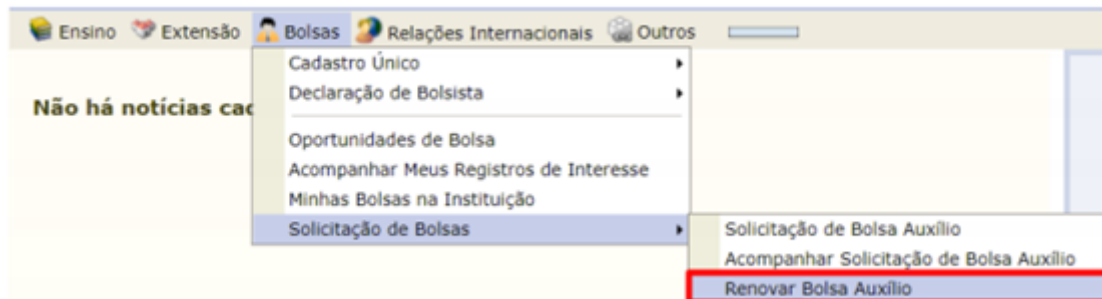 Ensino Extensão Bolsas Relações Internacionais Outros
Cadastro Único
Declaração de Bolsista
Não há notícias cad
Oportunidades de Bolsa
Acompanhar Meus Registros de Interesse
Minhas Bolsas na Instituição
Solicitação de Bolsas
Solicitação de Bolsa Auxílio
Acompanhar Solicitação de Bolsa Auxílio
Renovar Bolsa Auxílio